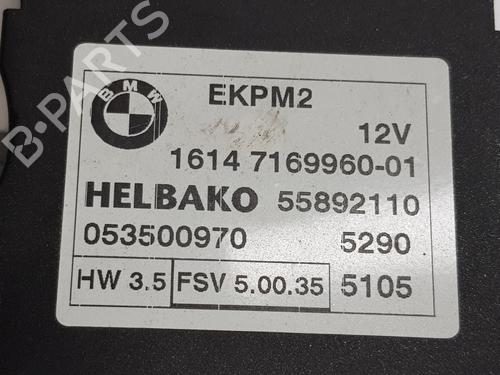 B-PARTS
BMW
EKPM2
12V
1614 7169960-01
HELBAKO 55892110
053500970 5290
HW 3.5 FSV 5.00.35 5105